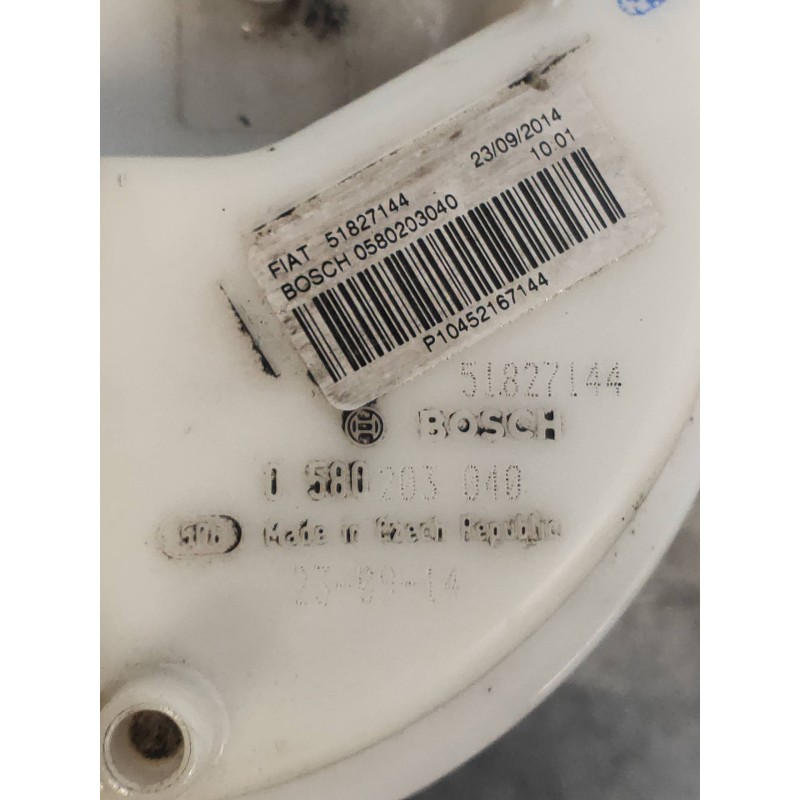 23/09/2014
10:01
FIAT 51827144
BOSCH 0580203040
P10452167144
51827144
BOSCH
0 580 203 040
Made in Czech Republic
23-09-14